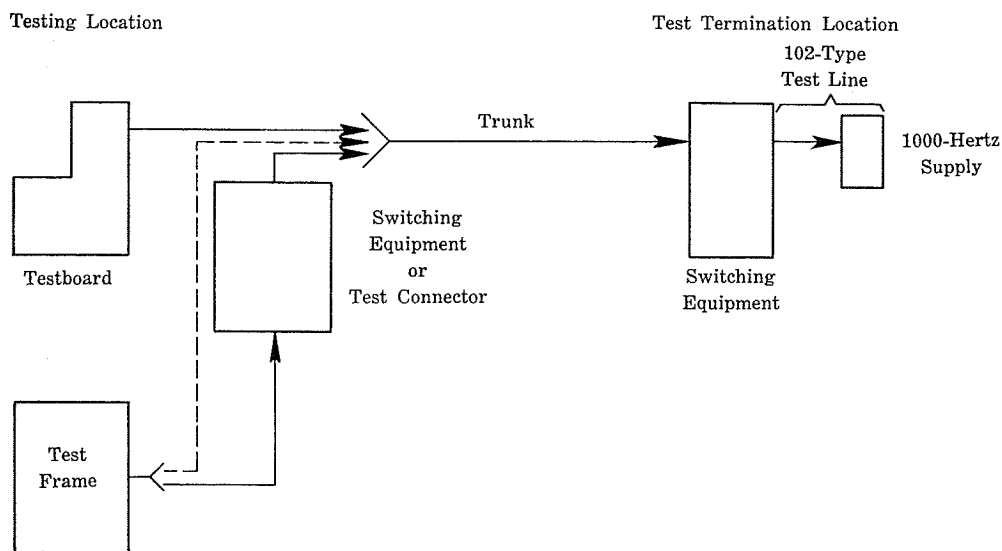 Testing Location
Test Termination Location
102-Type
Test Line
Trunk
1000-Hertz
Supply
Switching
Equipment
or
Test Connector
Testboard
Switching
Equipment
Test
Frame